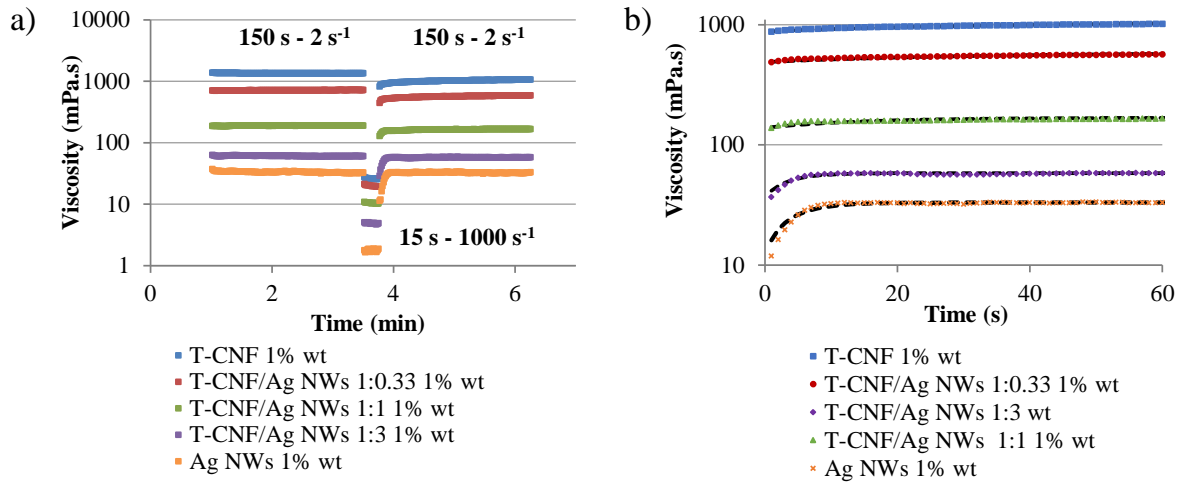 a)
10000
1000
100
10
1
Viscosity (mPa.s)
150 s - 2 s⁻¹
150 s - 2 s⁻¹
15 s - 1000 s⁻¹
0
2
4
6
Time (min)
T-CNF 1% wt
T-CNF/Ag NWs 1:0.33 1% wt
T-CNF/Ag NWs 1:1 1% wt
T-CNF/Ag NWs 1:3 1% wt
Ag NWs 1% wt
b)
1000
100
10
Viscosity (mPa.s)
0
20
40
60
Time (s)
T-CNF 1% wt
T-CNF/Ag NWs 1:0.33 1% wt
T-CNF/Ag NWs 1:3 wt
T-CNF/Ag NWs 1:1 1% wt
Ag NWs 1% wt